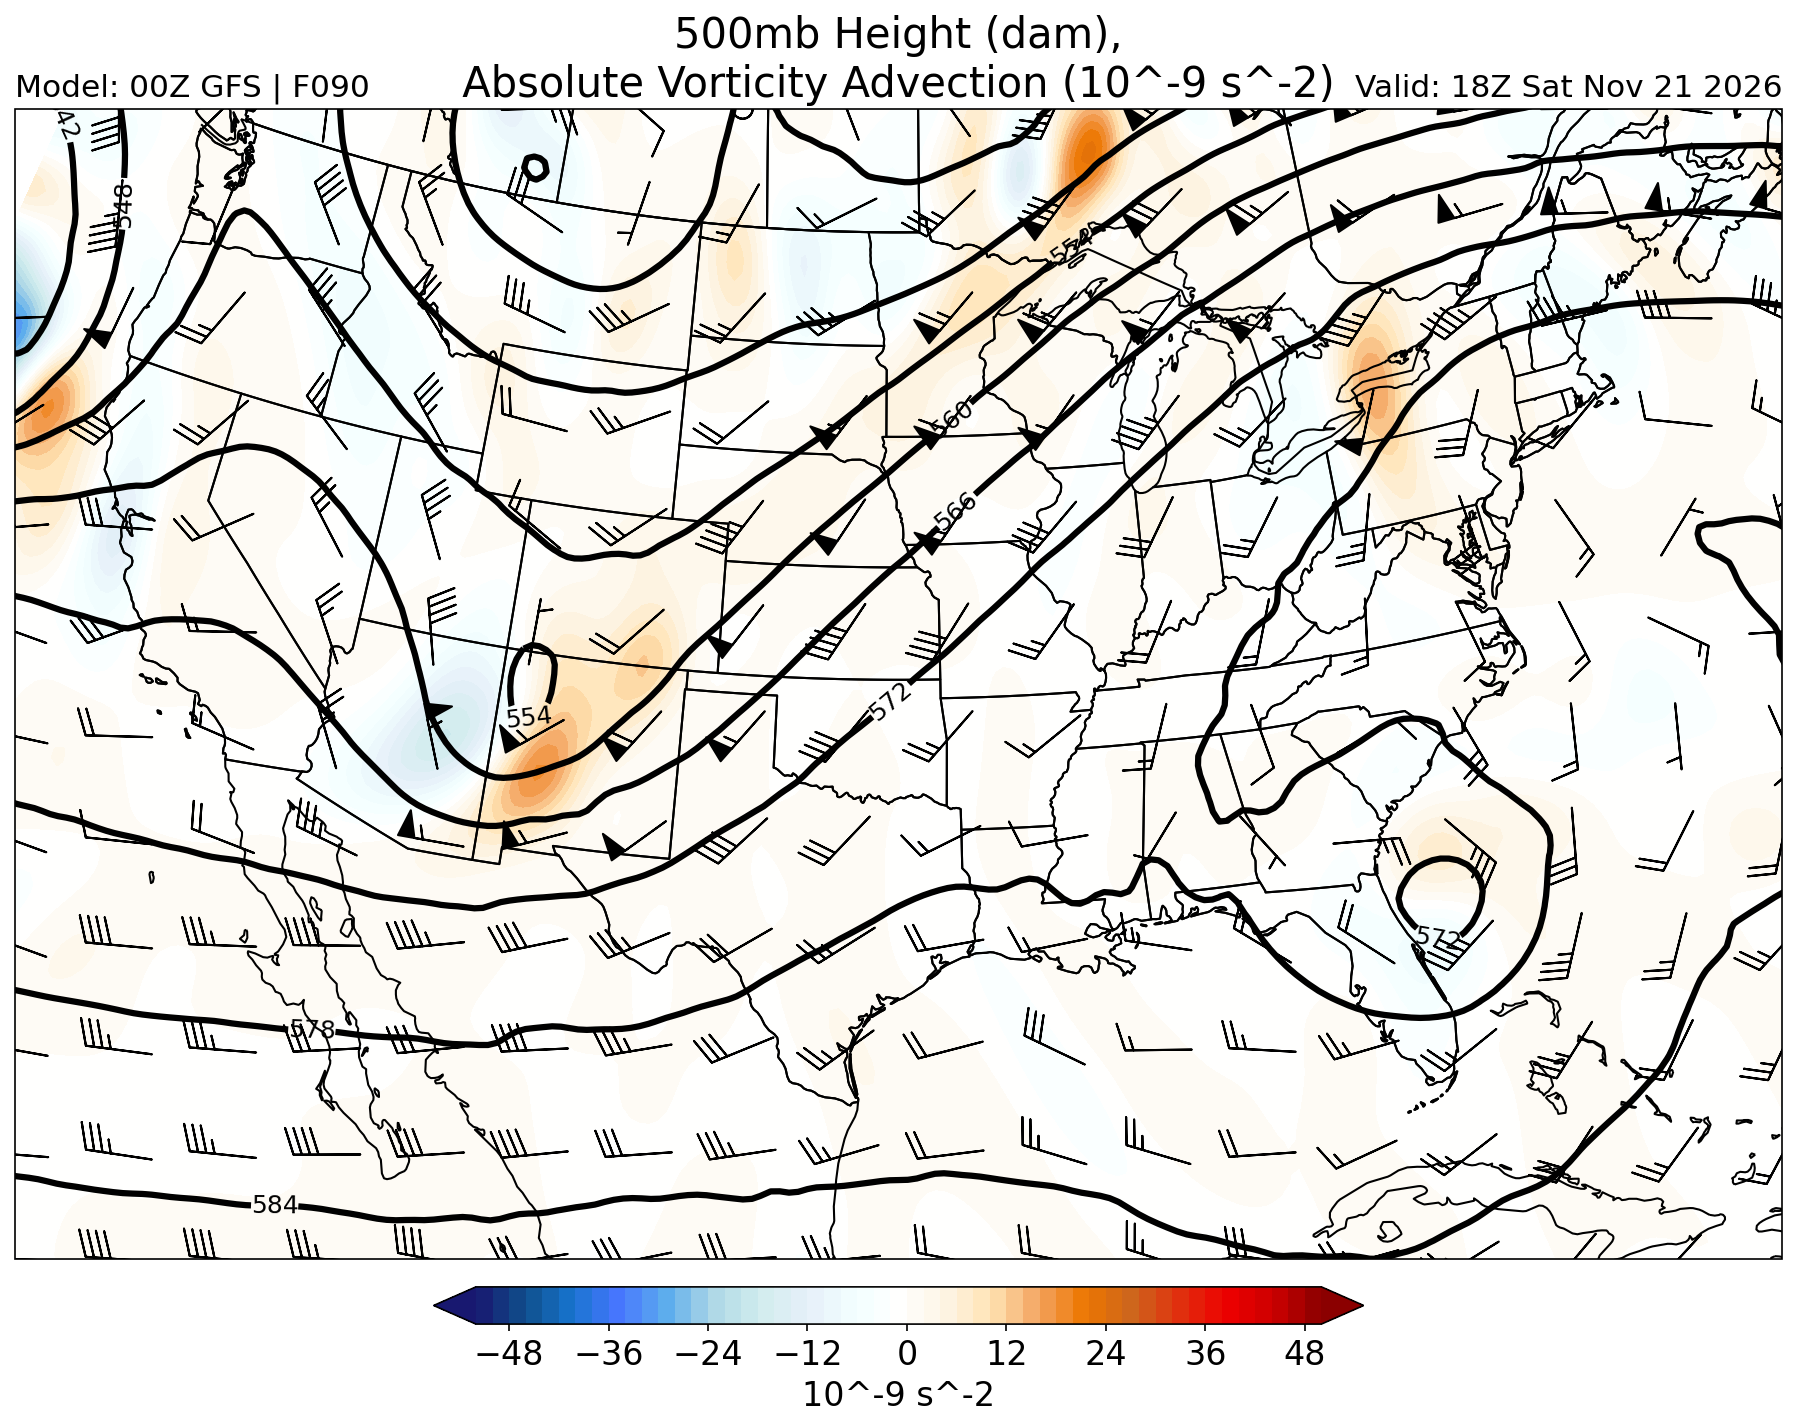 500mb Height (dam),
Model: 00Z GFS | F090
Absolute Vorticity Advection (10^-9 s^-2)
Valid: 18Z Sat Nov 21 2026
42
548
554
560
566
572
554
572
578
584
−48 −36 −24 −12 0 12 24 36 48
10^-9 s^-2